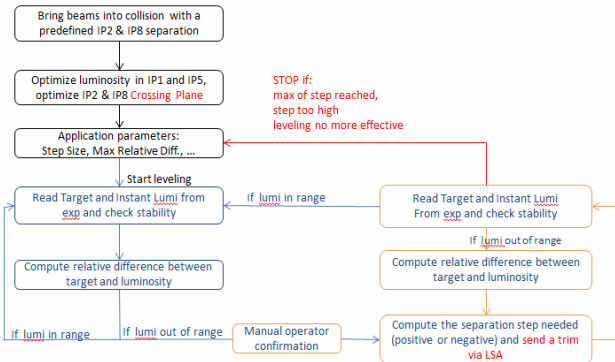 Bring beams into collision with a
predefined IP2 & IP8 separation
Optimize luminosity in IP1 and IP5,
optimize IP2 & IP8 Crossing Plane
STOP if:
max of step reached,
step too high
leveling no more effective
Application parameters:
Step Size, Max Relative Diff., ...
Start leveling
Read Target and Instant Lumi from
exp and check stability
If lumi in range
Read Target and Instant Lumi
From exp and check stability
If lumi out of range
Compute relative difference between
target and luminosity
Compute relative difference between
target and luminosity
If lumi in range
If lumi out of range
Manual operator
confirmation
Compute the separation step needed
(positive or negative) and send a trim
via LSA